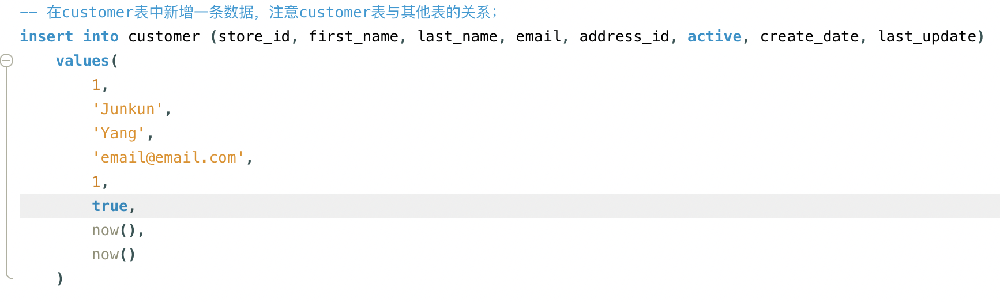 -- 在customer表中新增一条数据，注意customer表与其他表的关系；
insert into customer (store_id, first_name, last_name, email, address_id, active, create_date, last_update)
values(
1,
'Junkun',
'Yang',
'email@email.com',
1,
true,
now(),
now()
)